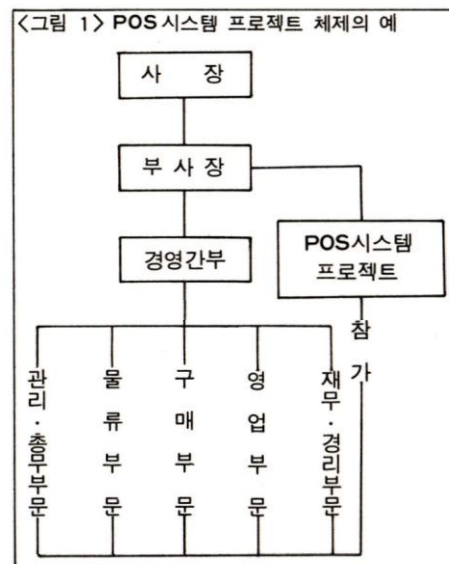 〈그림 1〉 POS시스템 프로젝트 체제의 예
사 장
부 사 장
경영간부
POS시스템
프로젝트
참 가
관리·총무부문
물 류 부 문
구 매 부 문
영 업 부 문
재무·경리부문